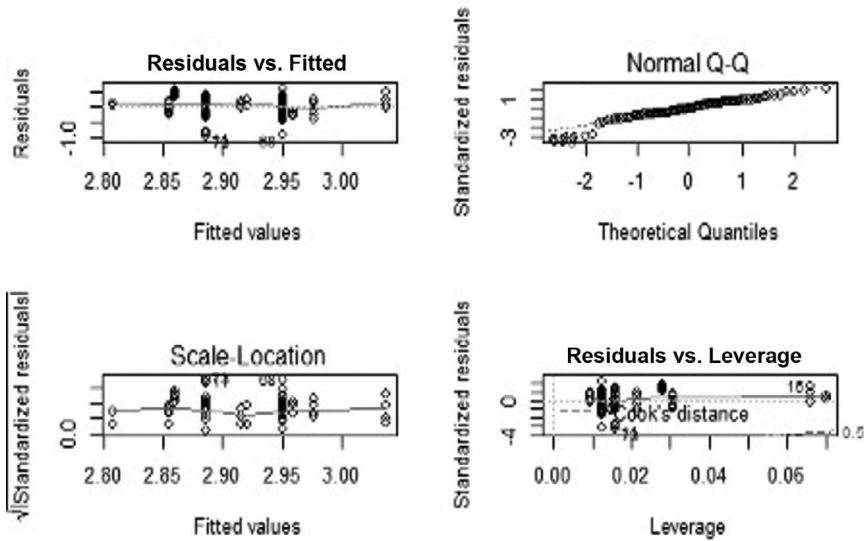 Residuals vs. Fitted
Residuals
-1.0
2.80 2.85 2.90 2.95 3.00
Fitted values
Normal Q-Q
Standardized residuals
1
-3
-2 -1 0 1 2
Theoretical Quantiles
Scale-Location
√|Standardized residuals|
0.0
2.80 2.85 2.90 2.95 3.00
Fitted values
Residuals vs. Leverage
Standardized residuals
0
-4
16
Cook's distance
0.5
0.00 0.02 0.04 0.06
Leverage